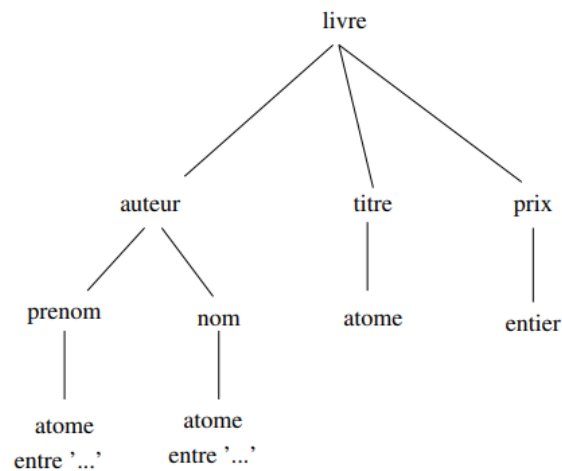 livre
auteur
titre
prix
prenom
nom
atome
entier
atome
entre '...'
atome
entre '...'